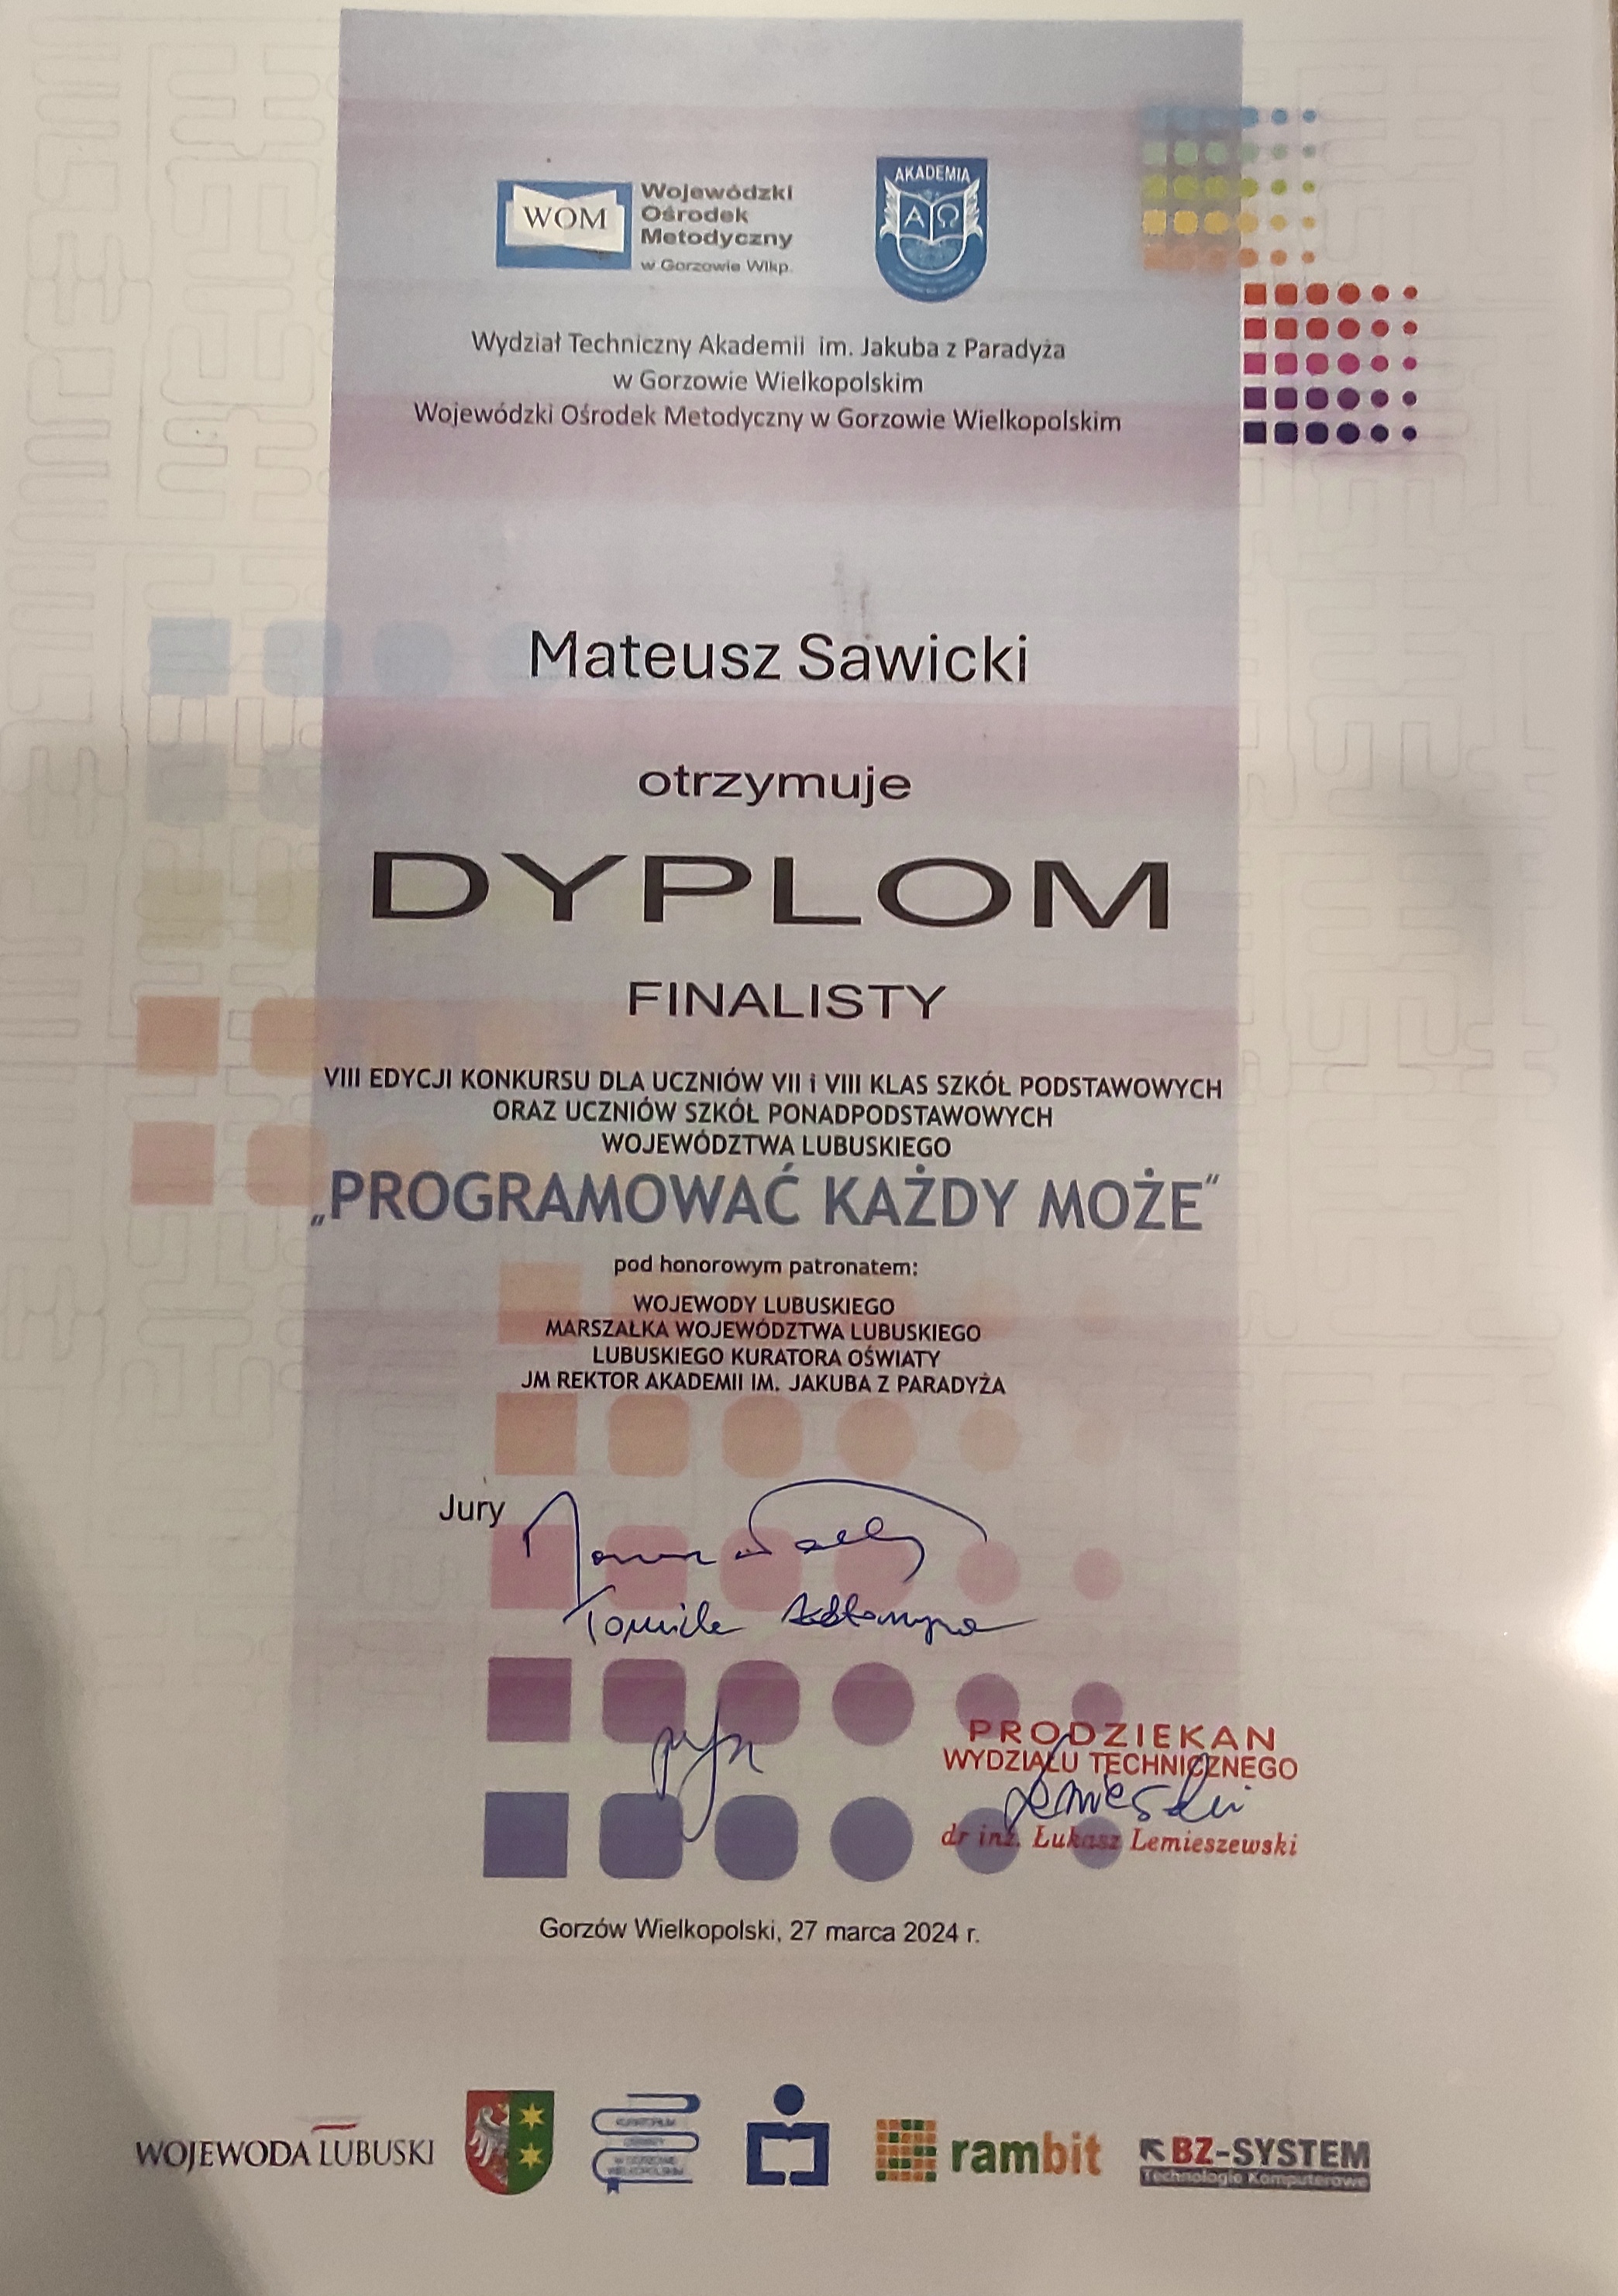 WOM
Wojewódzki
Ośrodek
Metodyczny
w Gorzowie Wlkp.
AKADEMIA
A Ω
Wydział Techniczny Akademii im. Jakuba z Paradyża
w Gorzowie Wielkopolskim
Wojewódzki Ośrodek Metodyczny w Gorzowie Wielkopolskim
Mateusz Sawicki
otrzymuje
DYPLOM
FINALISTY
VIII EDYCJI KONKURSU DLA UCZNIÓW VII i VIII KLAS SZKÓŁ PODSTAWOWYCH
ORAZ UCZNIÓW SZKÓŁ PONADPODSTAWOWYCH
WOJEWÓDZTWA LUBUSKIEGO
„PROGRAMOWAĆ KAŻDY MOŻE“
pod honorowym patronatem:
WOJEWODY LUBUSKIEGO
MARSZAŁKA WOJEWÓDZTWA LUBUSKIEGO
LUBUSKIEGO KURATORA OŚWIATY
JM REKTOR AKADEMII IM. JAKUBA Z PARADYŻA
Jury
PRODZIEKAN
WYDZIAŁU TECHNICZNEGO
dr inż. Łukasz Lemieszewski
Gorzów Wielkopolski, 27 marca 2024 r.
WOJEWODA LUBUSKI
KURATORIUM
OŚWIATY
W GORZOWIE
WIELKOPOLSKIM
rambit
BZ-SYSTEM
Technologie Komputerowe